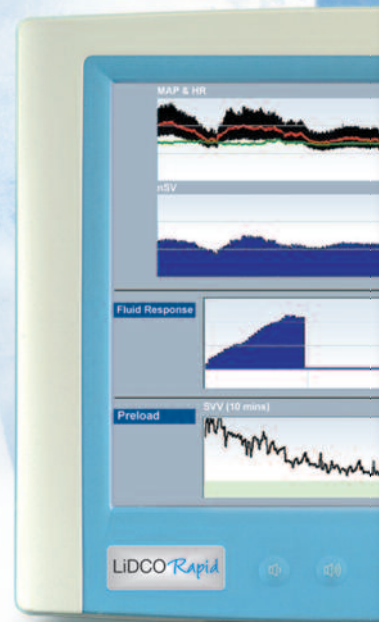 MAP & HR
nSV
Fluid Response
SVV (10 mins)
Preload
LiDCO Rapid